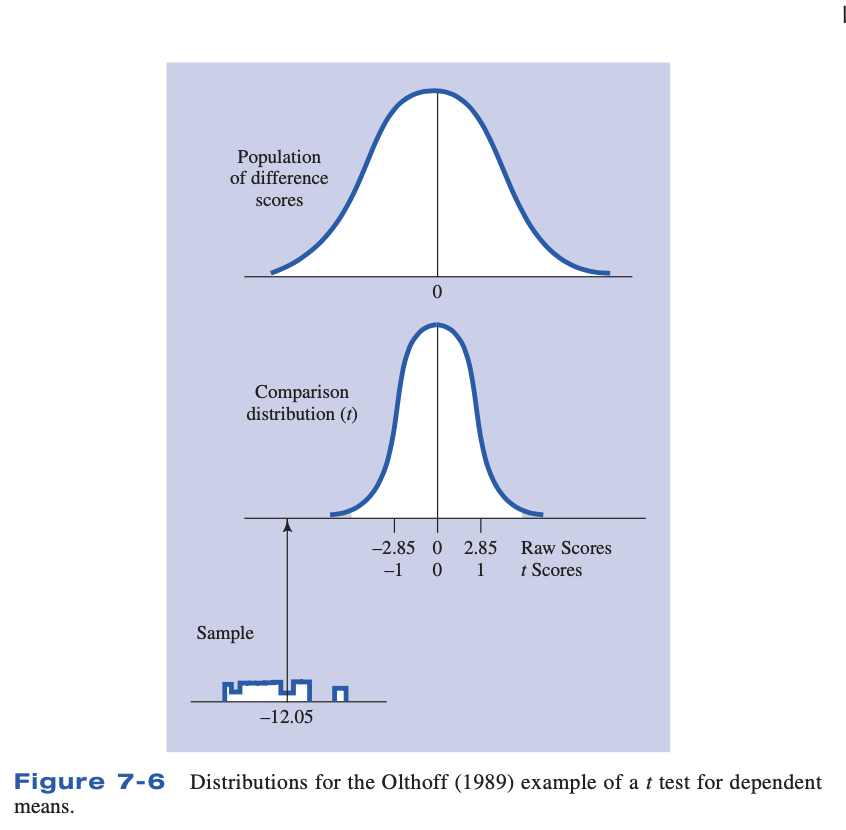 Population
of difference
scores
0
Comparison
distribution (t)
−2.85 0 2.85 Raw Scores
−1 0 1 t Scores
Sample
−12.05
Figure 7-6 Distributions for the Olthoff (1989) example of a t test for dependent
means.